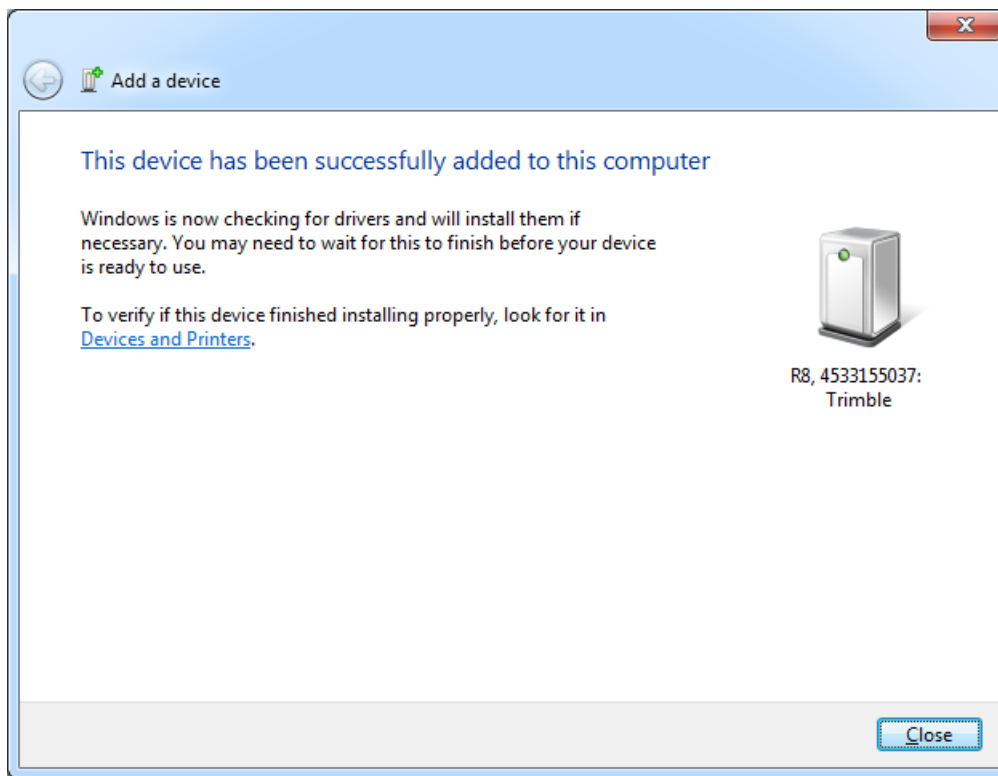 Add a device
This device has been successfully added to this computer
Windows is now checking for drivers and will install them if
necessary. You may need to wait for this to finish before your device
is ready to use.
To verify if this device finished installing properly, look for it in
Devices and Printers.
R8, 4533155037:
Trimble
Close